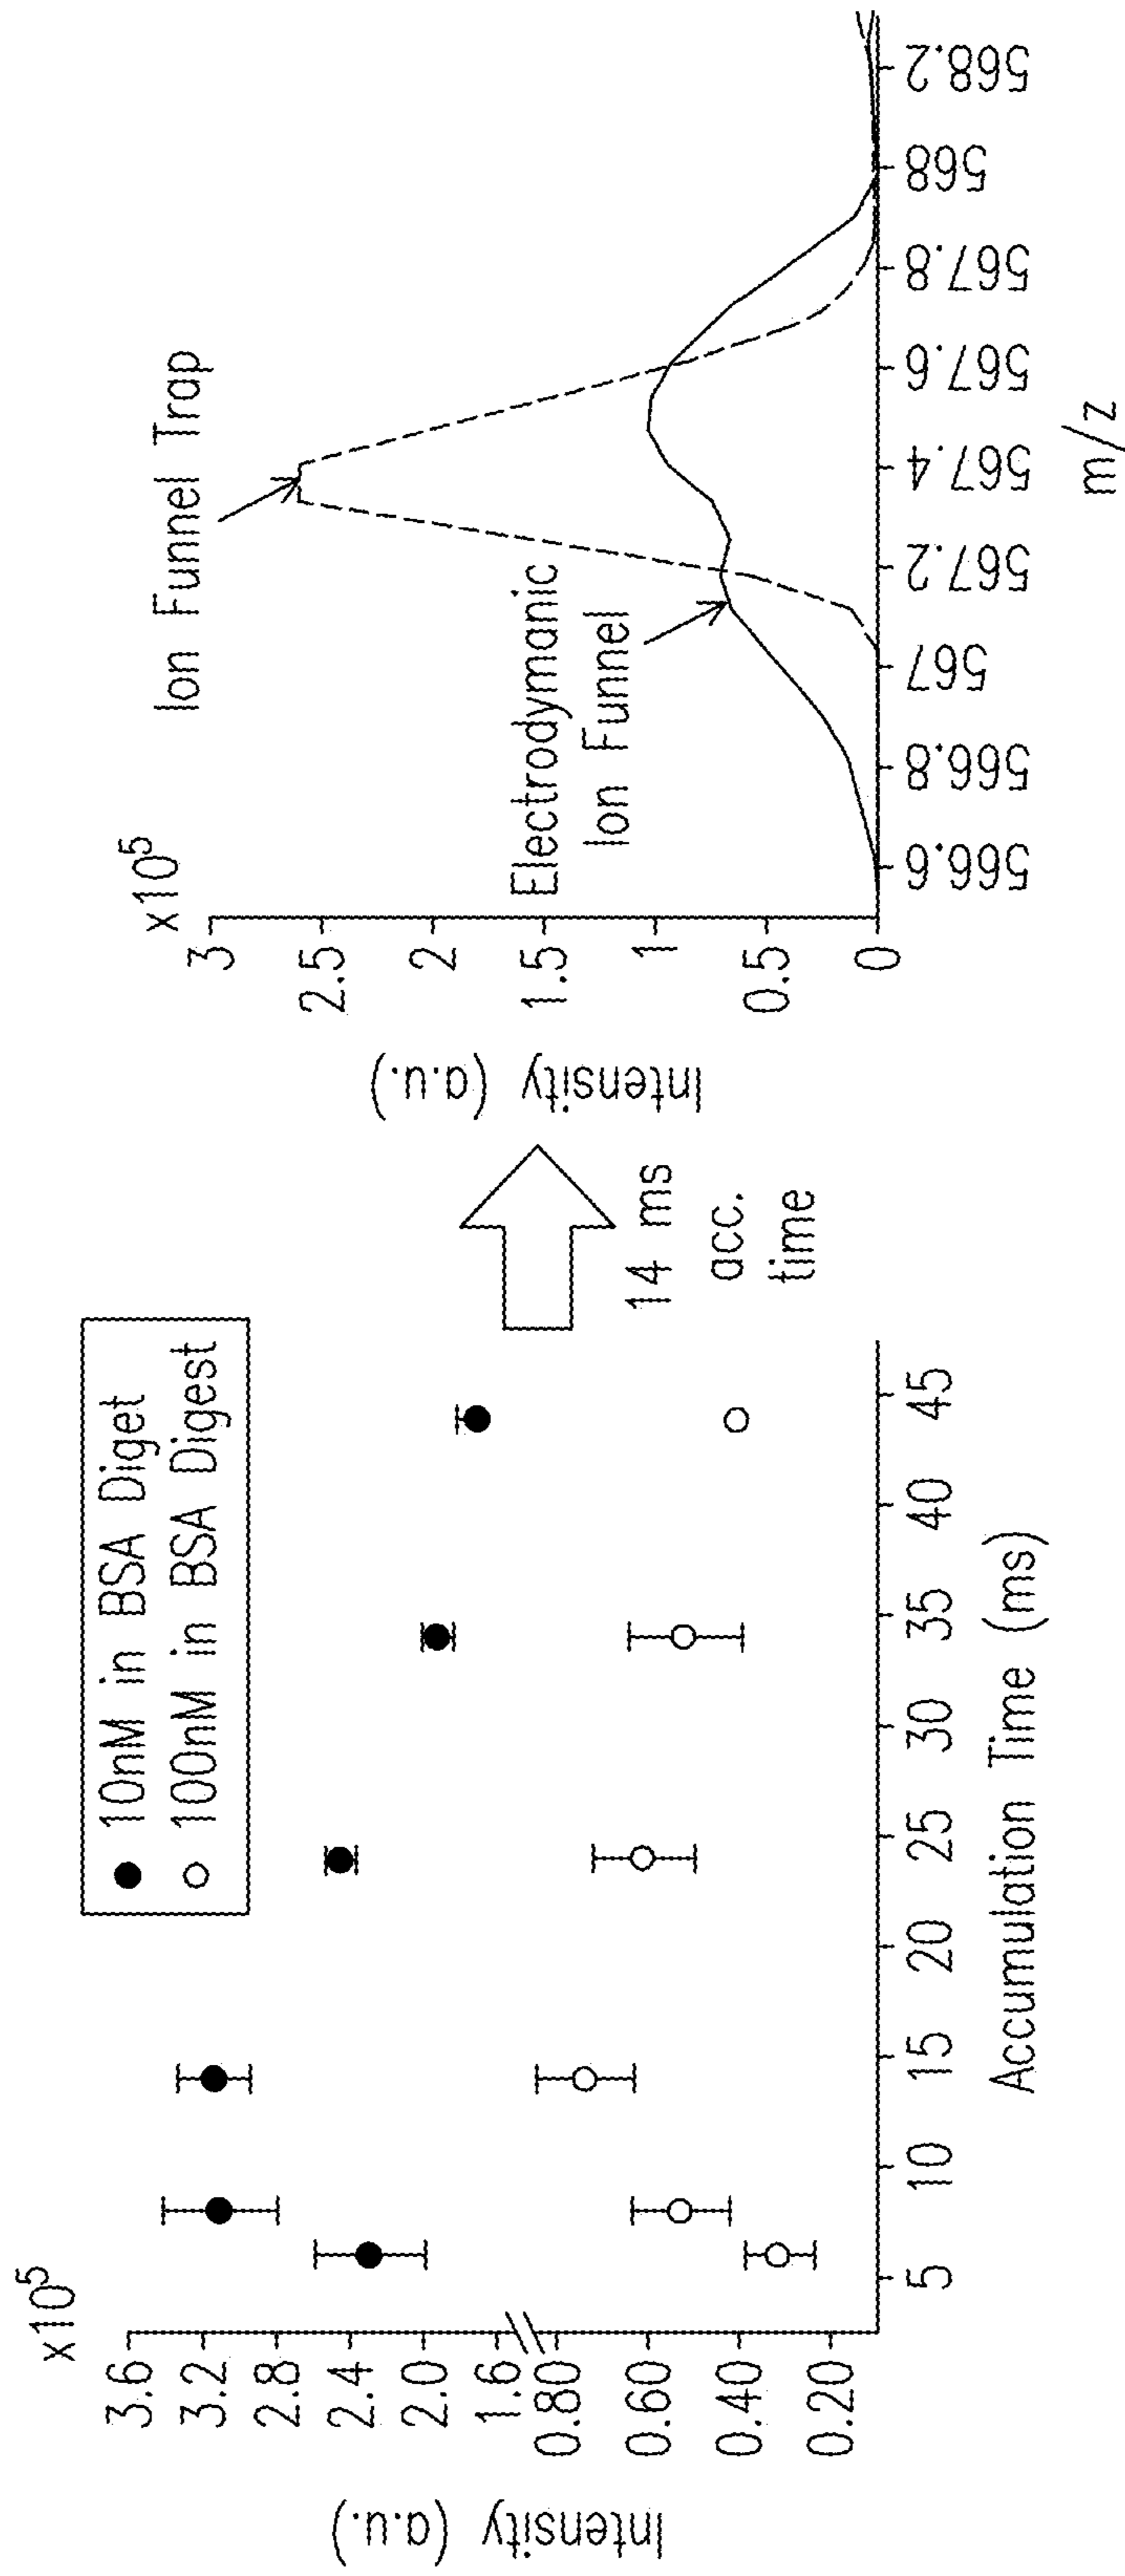 x10⁵
3.6
3.2
2.8
2.4
2.0
1.6
0.80
0.60
0.40
0.20
Intensity (a.u.)
10nM in BSA Diget
100nM in BSA Digest
5
10
15
20
25
30
35
40
45
Accumulation Time (ms)
14 ms
acc.
time
x10⁵
3
2.5
2
1.5
1
0.5
0
Intensity (a.u.)
Ion Funnel Trap
Electrodymanic
Ion Funnel
566.6
566.8
567
567.2
567.4
567.6
567.8
568
568.2
m/z